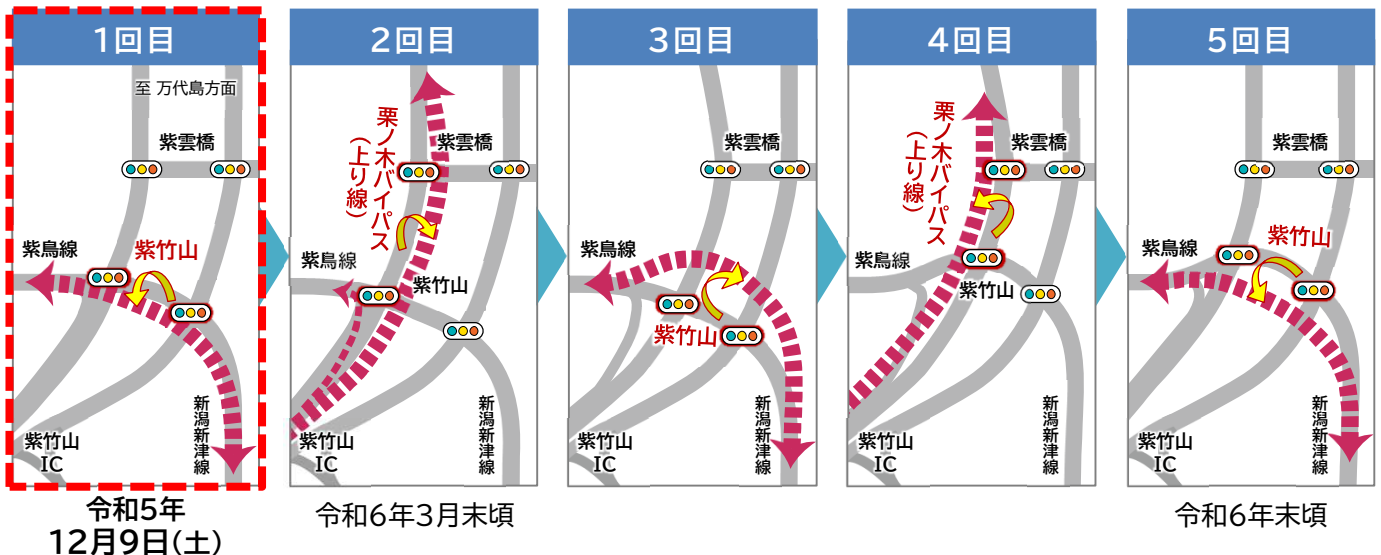 1回目
至 万代島方面
紫雲橋
紫鳥線
紫竹山
新潟新津線
紫竹山
IC
令和5年
12月9日(土)
2回目
栗ノ木バイパス
(上り線)
紫雲橋
紫鳥線
紫竹山
新潟新津線
紫竹山
IC
令和6年3月末頃
3回目
紫雲橋
紫鳥線
紫竹山
新潟新津線
紫竹山
IC
4回目
栗ノ木バイパス
(上り線)
紫雲橋
紫鳥線
紫竹山
新潟新津線
紫竹山
IC
5回目
紫雲橋
紫鳥線
紫竹山
新潟新津線
紫竹山
IC
令和6年末頃